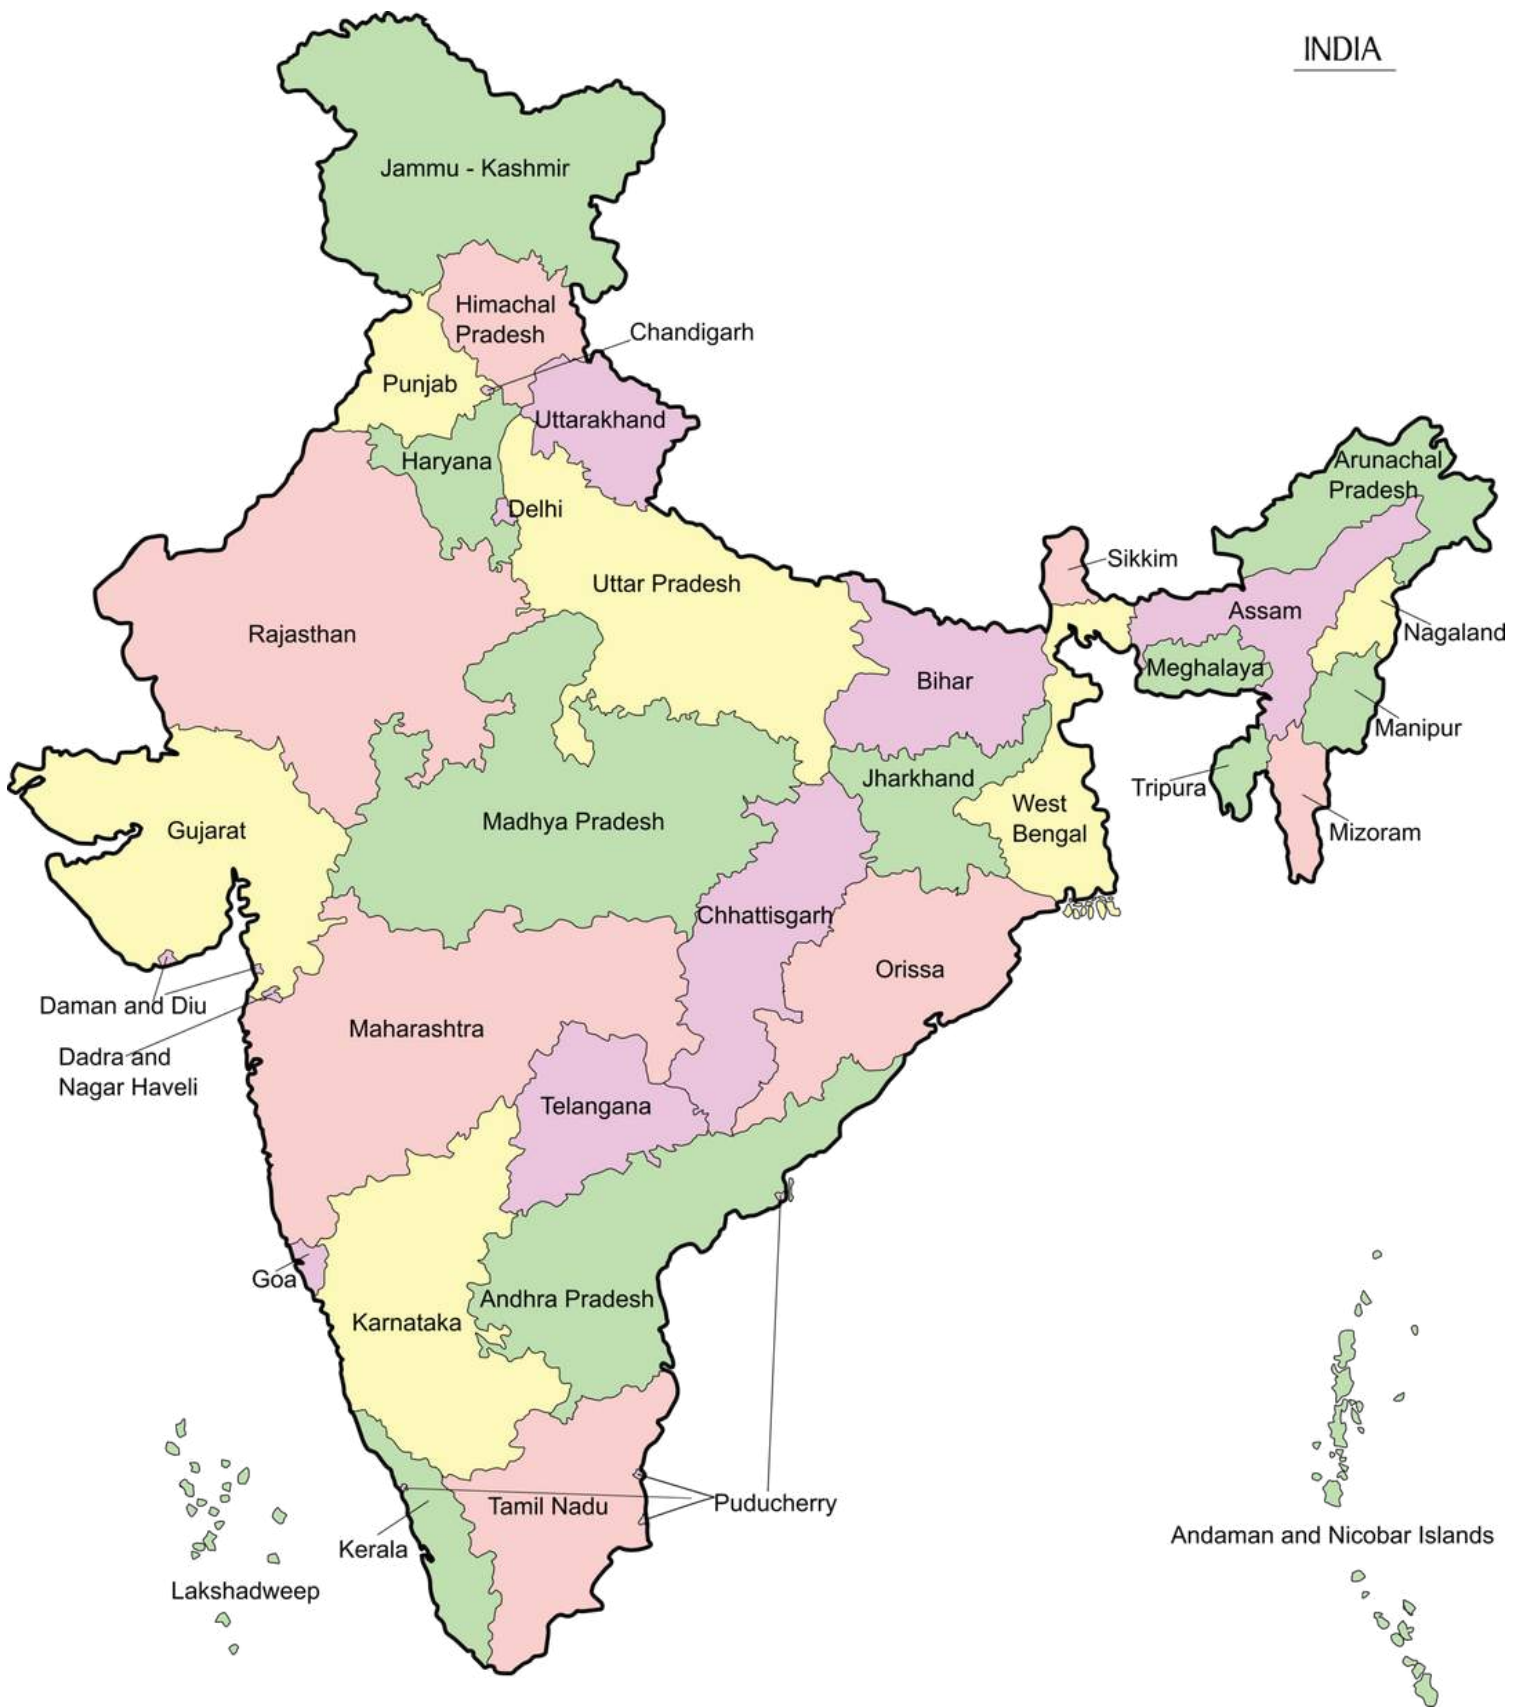 INDIA
Jammu - Kashmir
Himachal
Pradesh
Chandigarh
Punjab
Uttarakhand
Haryana
Delhi
Arunachal
Pradesh
Sikkim
Uttar Pradesh
Assam
Nagaland
Rajasthan
Meghalaya
Bihar
Manipur
Jharkhand
Tripura
West
Bengal
Gujarat
Madhya Pradesh
Mizoram
Chhattisgarh
Orissa
Daman and Diu
Maharashtra
Dadra and
Nagar Haveli
Telangana
Goa
Andhra Pradesh
Karnataka
Puducherry
Tamil Nadu
Kerala
Andaman and Nicobar Islands
Lakshadweep